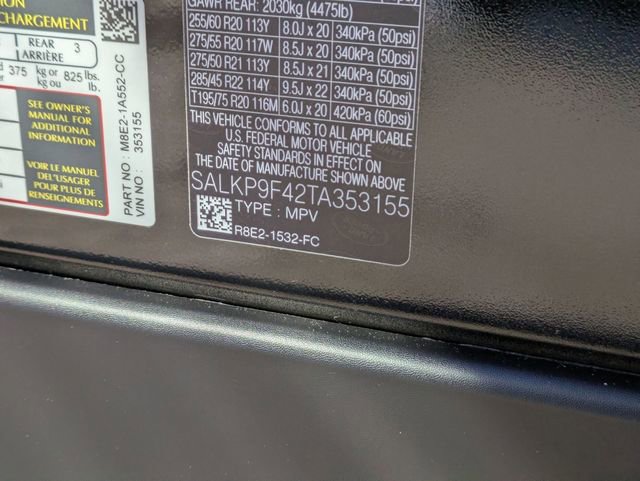 CHARGEMENT
REAR 3
ARRIÈRE
375 kg or 825 lbs.
kg ou lb.
SEE OWNER'S
MANUAL FOR
ADDITIONAL
INFORMATION
VOIR LE MANUEL
DEL"USAGER
POUR PLUS DE
RENSEIGNEMENTS
PART NO : M8E2-1A552-CC
VIN NO : 353155
GAWR REAR: 2030kg (4475lb)
255/60 R20 113Y 8.0J x 20 340kPa (50psi)
275/55 R20 117W 8.5J x 20 340kPa (50psi)
275/50 R21 113Y 8.5J x 21 340kPa (50psi)
285/45 R22 114Y 9.5J x 22 340kPa (50psi)
T195/75 R20 116M 6.0J x 20 420kPa (60psi)
THIS VEHICLE CONFORMS TO ALL APPLICABLE
U.S. FEDERAL MOTOR VEHICLE
SAFETY STANDARDS IN EFFECT ON
THE DATE OF MANUFACTURE SHOWN ABOVE
SALKP9F42TA353155
TYPE : MPV
R8E2-1532-FC